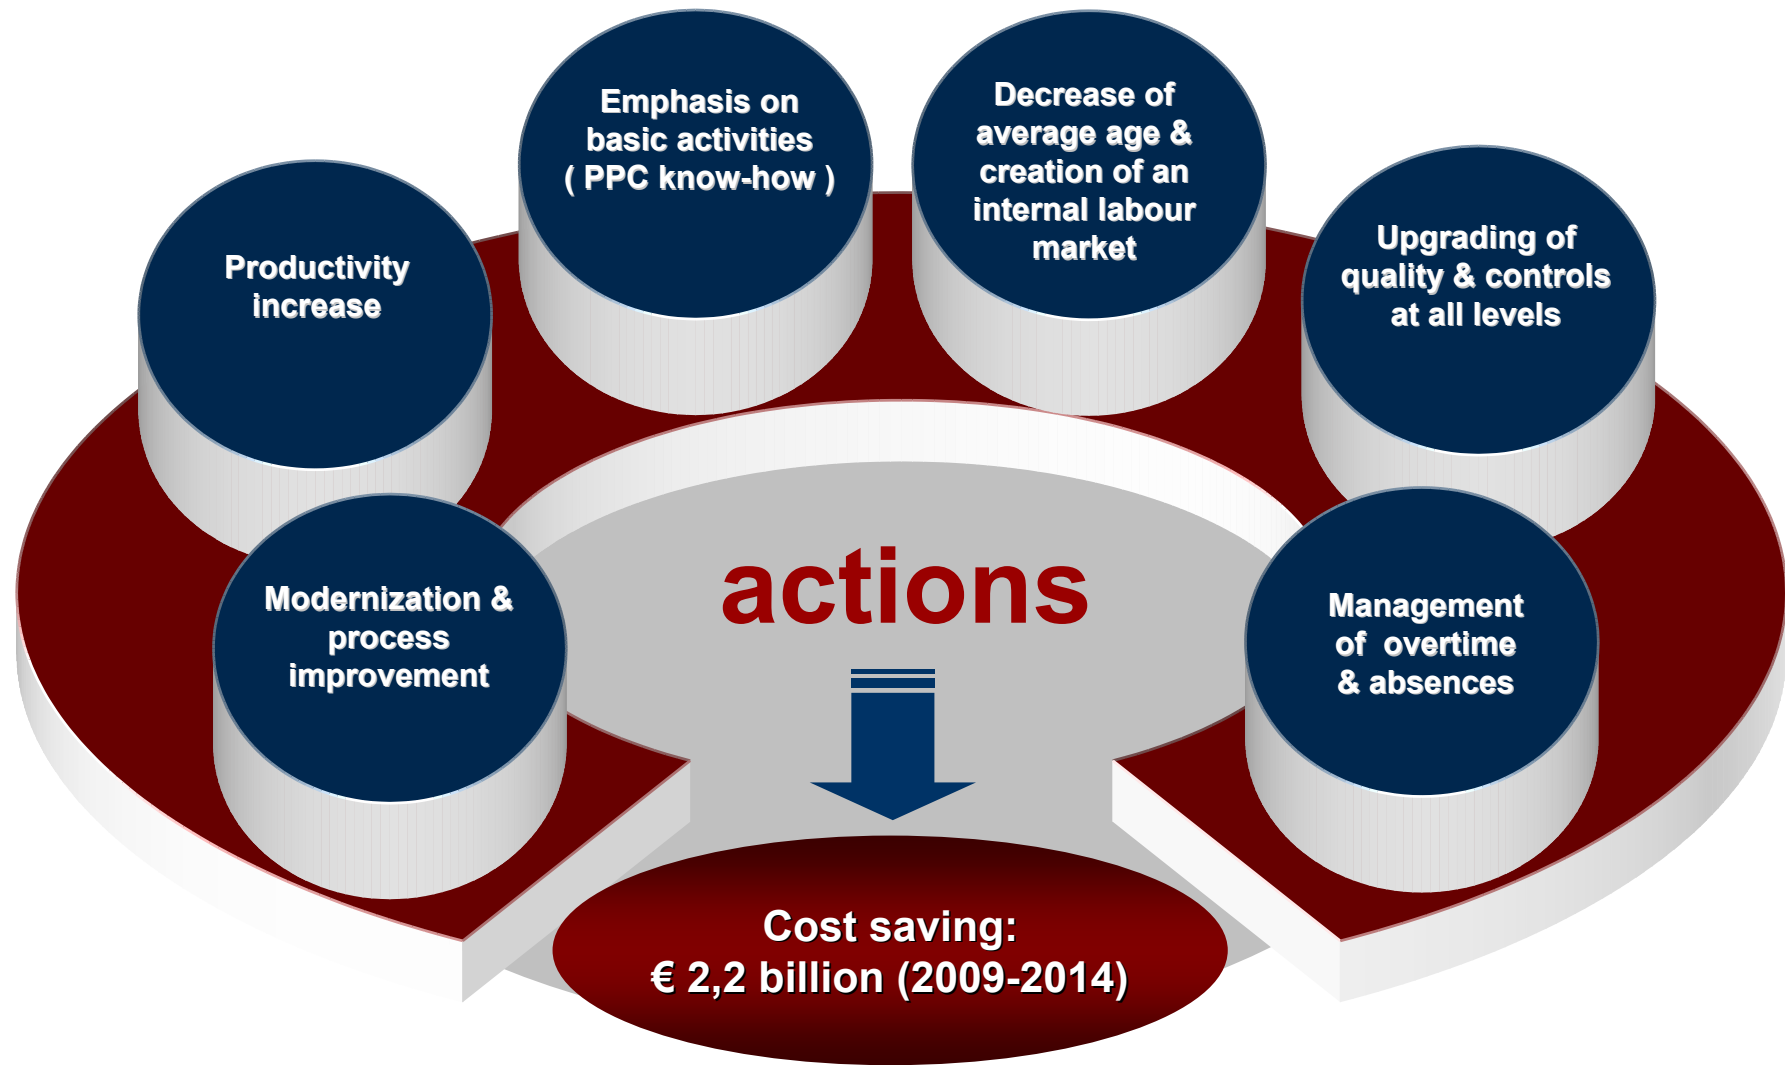 Emphasis on
basic activities
( PPC know-how )
Decrease of
average age &
creation of an
internal labour
market
Productivity
increase
Upgrading of
quality & controls
at all levels
Modernization &
process
improvement
actions
Management
of  overtime
& absences
Cost saving:
€ 2,2 billion (2009-2014)